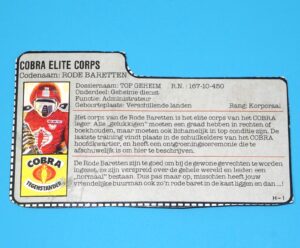 COBRA ELITE CORPS
Codenaam: RODE BARETTEN
Dossiernaam: TOP GEHEIM R.N.: 167-10-450
Onderdeel: Geheime dienst
Functie: Administrateur
Geboorteplaats: Verschillende landen Rang: Korporaal
Het corps van de Rode Baretten is het elite corps van het COBRA
leger. Alle „gelukkigen" moeten een graad hebben in rechten of
boekhouden, maar moeten ook lichamelijk in top conditie zijn. De
laatste training vindt plaats in de schuilkelders van het COBRA
hoofdkwartier, en heeft een ontgroeningsceremonie die te
afschuwelijk is om hier te beschrijven.
De Rode Baretten zijn te goed om bij de gewone gevechten te worden
ingezet, ze zijn verspreid over de gehele wereld en leiden een
„normaal" bestaan. Dus pas maar op, misschien heeft jouw
vriendelijke buurman ook zo'n rode baret in de kast liggen en dan ...!
COBRA
TEGENSTANDER
H-1